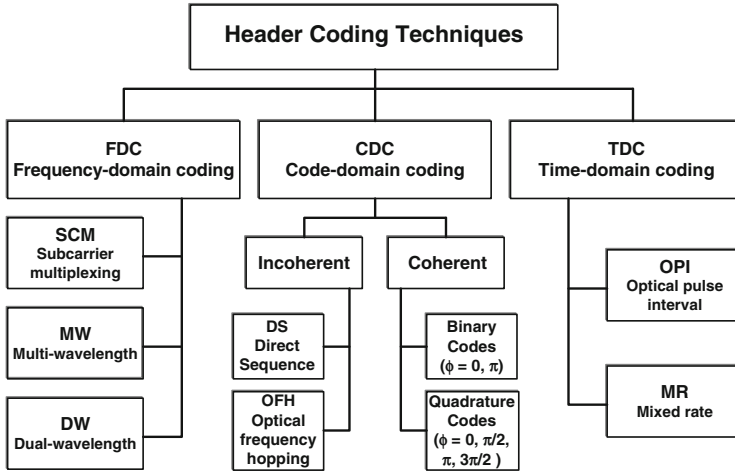 Header Coding Techniques
FDC
Frequency-domain coding
CDC
Code-domain coding
TDC
Time-domain coding
SCM
Subcarrier
multiplexing
MW
Multi-wavelength
DW
Dual-wavelength
Incoherent
Coherent
DS
Direct
Sequence
OFH
Optical
frequency
hopping
Binary
Codes
(ϕ = 0, π)
Quadrature
Codes
(ϕ = 0, π/2,
π, 3π/2 )
OPI
Optical pulse
interval
MR
Mixed rate